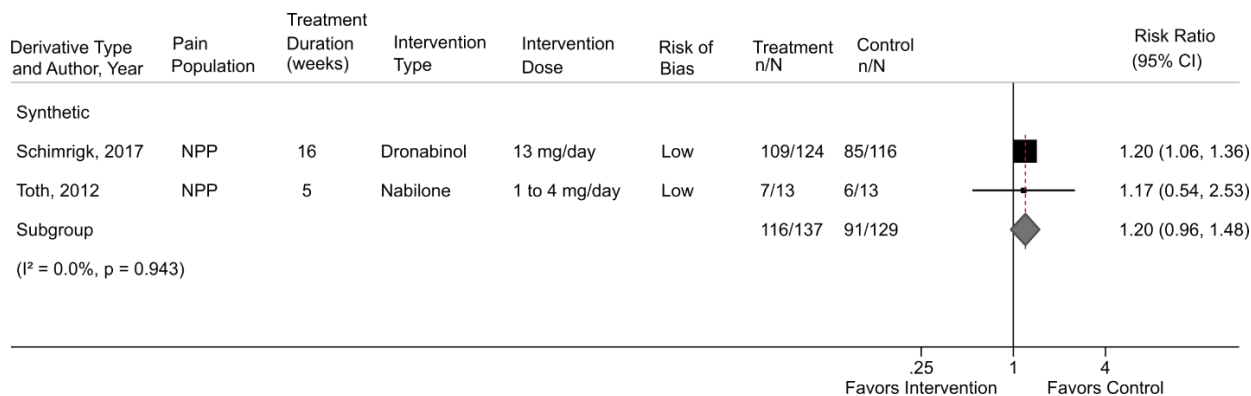 Derivative Type and Author, Year Pain Population Treatment Duration (weeks) Intervention Type Intervention Dose Risk of Bias Treatment n/N Control n/N Risk Ratio (95% CI)
Synthetic
Schimrigk, 2017 NPP 16 Dronabinol 13 mg/day Low 109/124 85/116 1.20 (1.06, 1.36)
Toth, 2012 NPP 5 Nabilone 1 to 4 mg/day Low 7/13 6/13 1.17 (0.54, 2.53)
Subgroup 116/137 91/129 1.20 (0.96, 1.48)
(I² = 0.0%, p = 0.943)
.25 1 4
Favors Intervention Favors Control